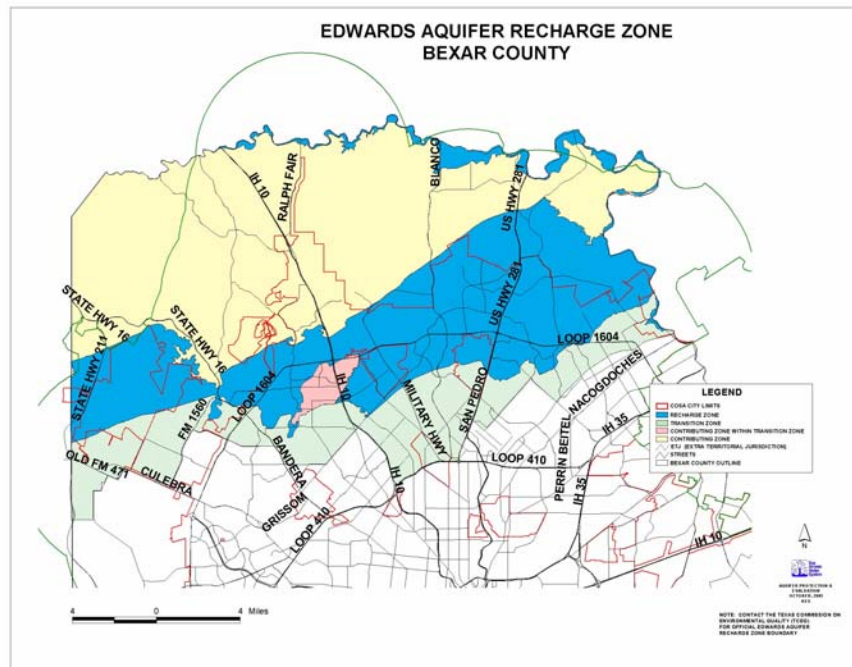 EDWARDS AQUIFER RECHARGE ZONE
BEXAR COUNTY
IH 10
RALPH FAIR
BLANCO
US HWY 281
STATE HWY 16
STATE HWY 16
STATE HWY 211
US HWY 281
LOOP 1604
FM 1560
LOOP 1604
IH 10
MILITARY HWY
SAN PEDRO
NACOGDOCHES
OLD FM 471
CULEBRA
BANDERA
GRISSOM
LOOP 410
IH 10
LOOP 410
PERRIN BEITEL
IH 35
IH 35
IH 10
LEGEND
COSA CITY LIMITS
RECHARGE ZONE
TRANSITION ZONE
CONTRIBUTING ZONE WITHIN TRANSITION ZONE
CONTRIBUTING ZONE
ETJ (EXTRA TERRITORIAL JURISDICTION)
STREETS
BEXAR COUNTY OUTLINE
N
AQUIFER PROTECTION &
EVALUATION
4 0 4 Miles
NOTE: CONTACT THE TEXAS COMMISSION ON
ENVIRONMENTAL QUALITY (TCEQ)
FOR OFFICIAL EDWARDS AQUIFER
RECHARGE ZONE BOUNDARY